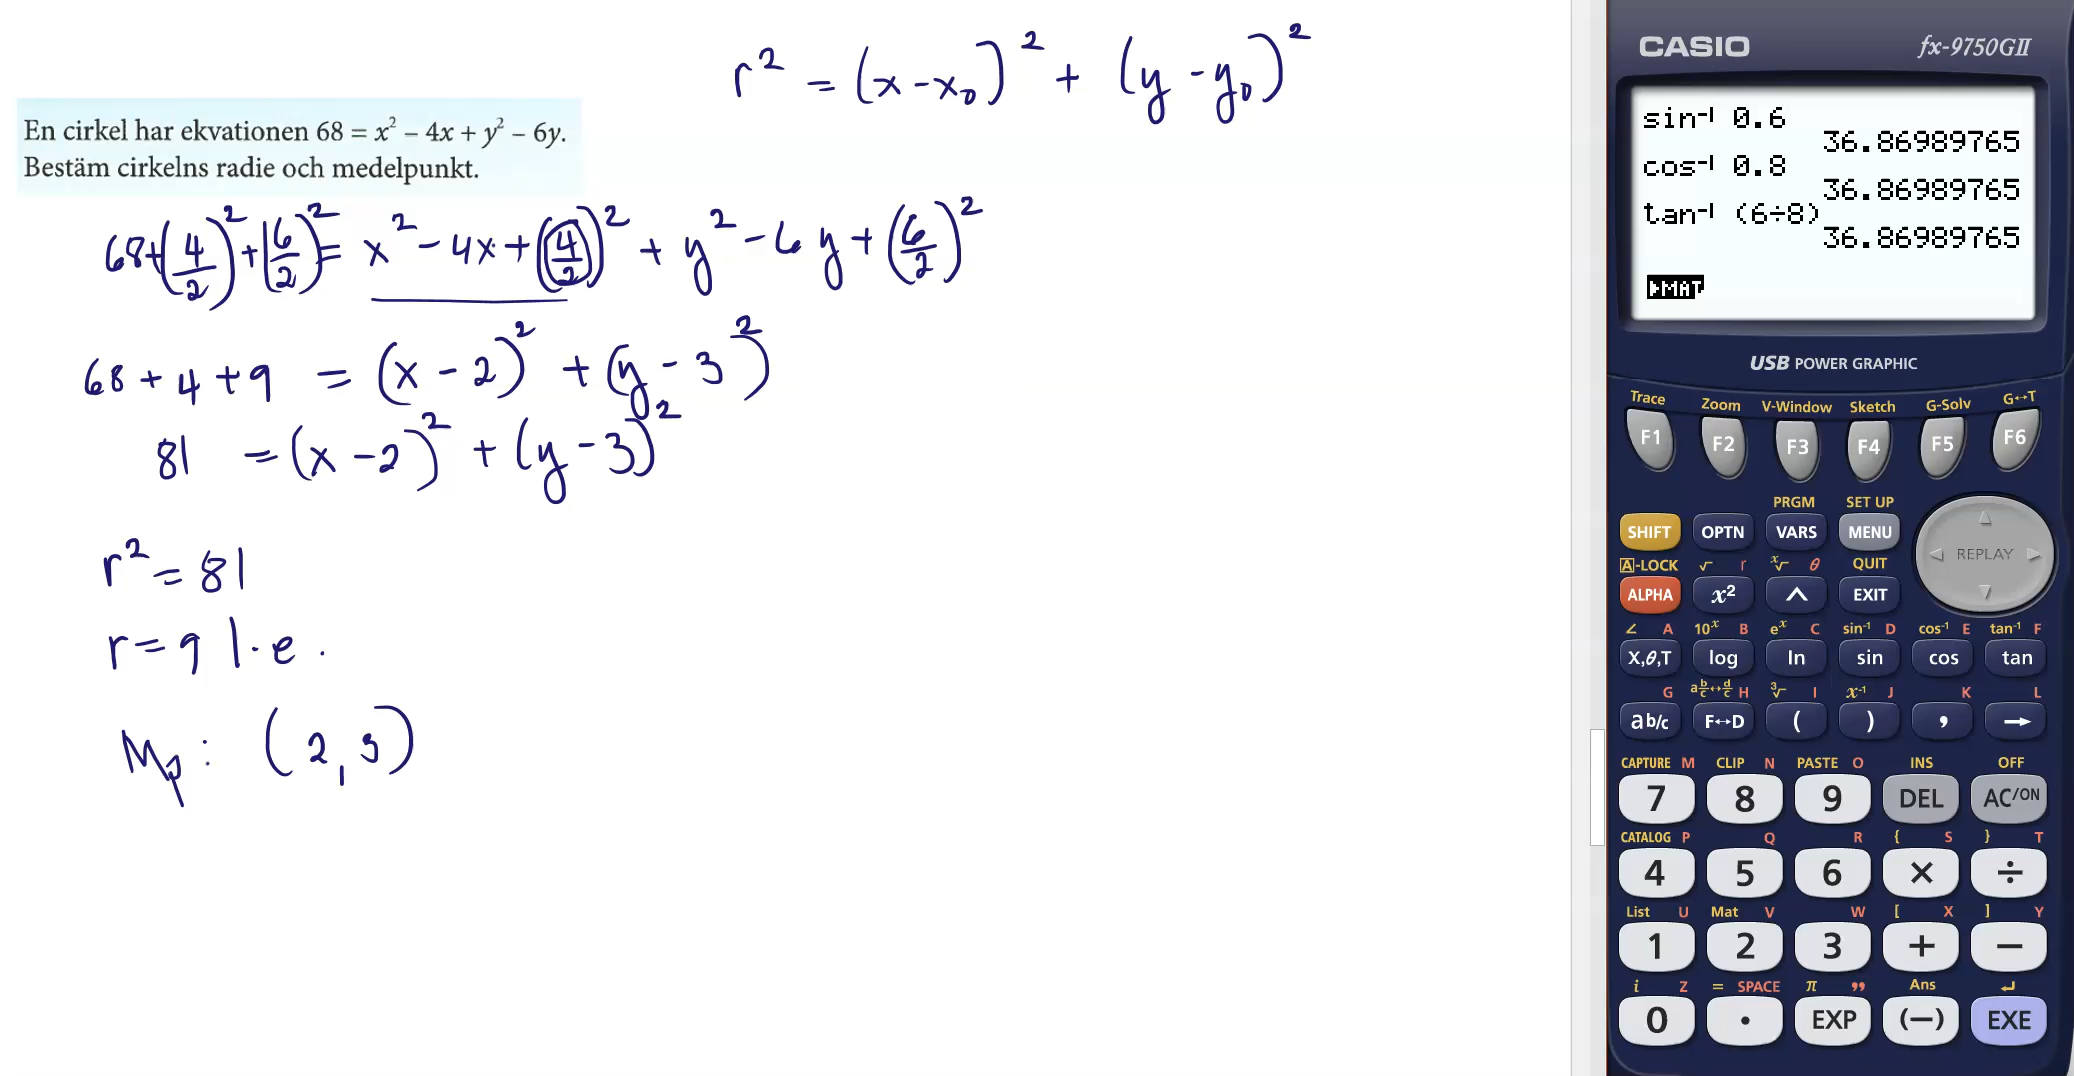 r² = (x - x₀)² + (y - y₀)²
En cirkel har ekvationen 68 = x² – 4x + y² – 6y.
Bestäm cirkelns radie och medelpunkt.
68+(4/2)²+(6/2)² = x² - 4x + (4/2)² + y² - 6y + (6/2)²
68 + 4 + 9 = (x - 2)² + (y - 3)²
81 = (x - 2)² + (y - 3)²
r² = 81
r = 9 l.e.
Mp: (2,3)
CASIO fx-9750GII
sin⁻¹ 0.6
36.86989765
cos⁻¹ 0.8
36.86989765
tan⁻¹ (6÷8)
36.86989765
▶MAT
USB POWER GRAPHIC
Trace Zoom V-Window Sketch G-Solv G↔T
F1 F2 F3 F4 F5 F6
PRGM SET UP
SHIFT OPTN VARS MENU
REPLAY
A-LOCK √ r ˣ√ θ QUIT
ALPHA x² ^ EXIT
∠ A 10ˣ B eˣ C sin⁻¹ D cos⁻¹ E tan⁻¹ F
X,θ,T log ln sin cos tan
G a b/c↔d/c H ³√ I x⁻¹ J K L
ab/c F↔D ( ) , →
CAPTURE M CLIP N PASTE O INS OFF
7 8 9 DEL AC/ON
CATALOG P Q R { S } T
4 5 6 × ÷
List U Mat V W [ X ] Y
1 2 3 + −
i Z = SPACE π " Ans ↵
0 . EXP (−) EXE